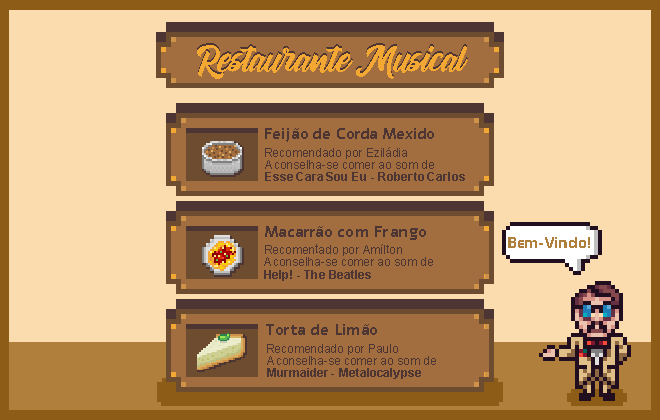 Restaurante Musical
Feijão de Corda Mexido
Recomendado por Eziládia
Aconselha-se comer ao som de
Esse Cara Sou Eu - Roberto Carlos
Macarrão com Frango
Recomentado por Amílton
Aconselha-se comer ao som de
Help! - The Beatles
Bem-Vindo!
Torta de Limão
Recomendado por Paulo
Aconselha-se comer ao som de
Murmaider - Metalocalypse